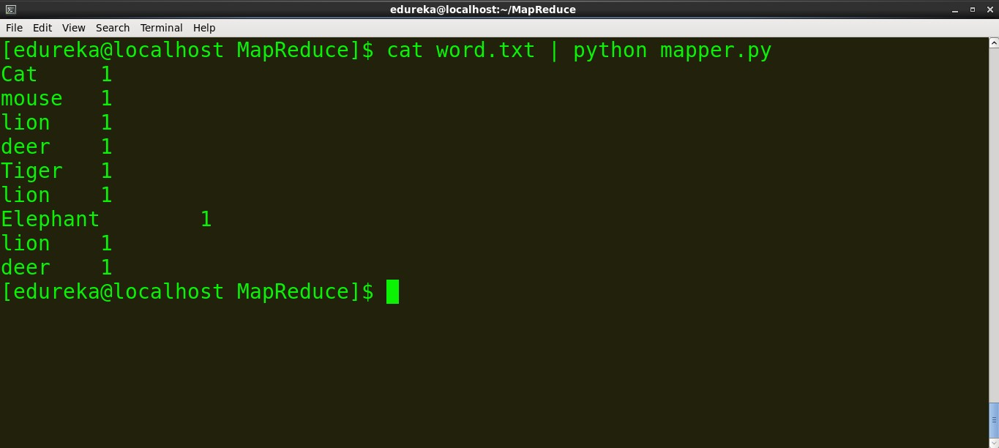 edureka@localhost:~/MapReduce
File Edit View Search Terminal Help
[edureka@localhost MapReduce]$ cat word.txt | python mapper.py
Cat	1
mouse	1
lion	1
deer	1
Tiger	1
lion	1
Elephant	1
lion	1
deer	1
[edureka@localhost MapReduce]$